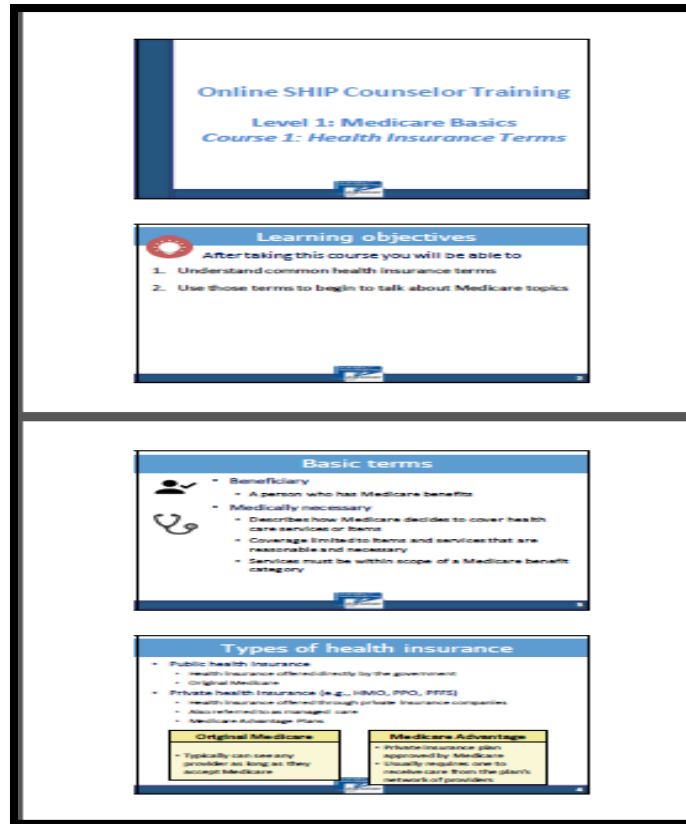 Online SHIP Counselor Training
Level 1: Medicare Basics
Course 1: Health Insurance Terms
Learning objectives
After taking this course you will be able to
1. Understand common health insurance terms
2. Use those terms to begin to talk about Medicare topics
Basic terms
• Beneficiary
• A person who has Medicare benefits
• Medically necessary
• Describes how Medicare decides to cover health
care services or items
• Coverage limited to items and services that are
reasonable and necessary
• Services must be within scope of a Medicare benefit
category
3
Types of health insurance
• Public health insurance
• Health insurance offered directly by the government
• Original Medicare
• Private health insurance (e.g., HMO, PPO, PFFS)
• Health insurance offered through private insurance companies
• Also referred to as managed care
• Medicare Advantage Plans
Original Medicare
• Typically can see any
provider as long as they
accept Medicare
Medicare Advantage
• Private insurance plan
approved by Medicare
• Usually requires one to
receive care from the plan's
network of providers
4